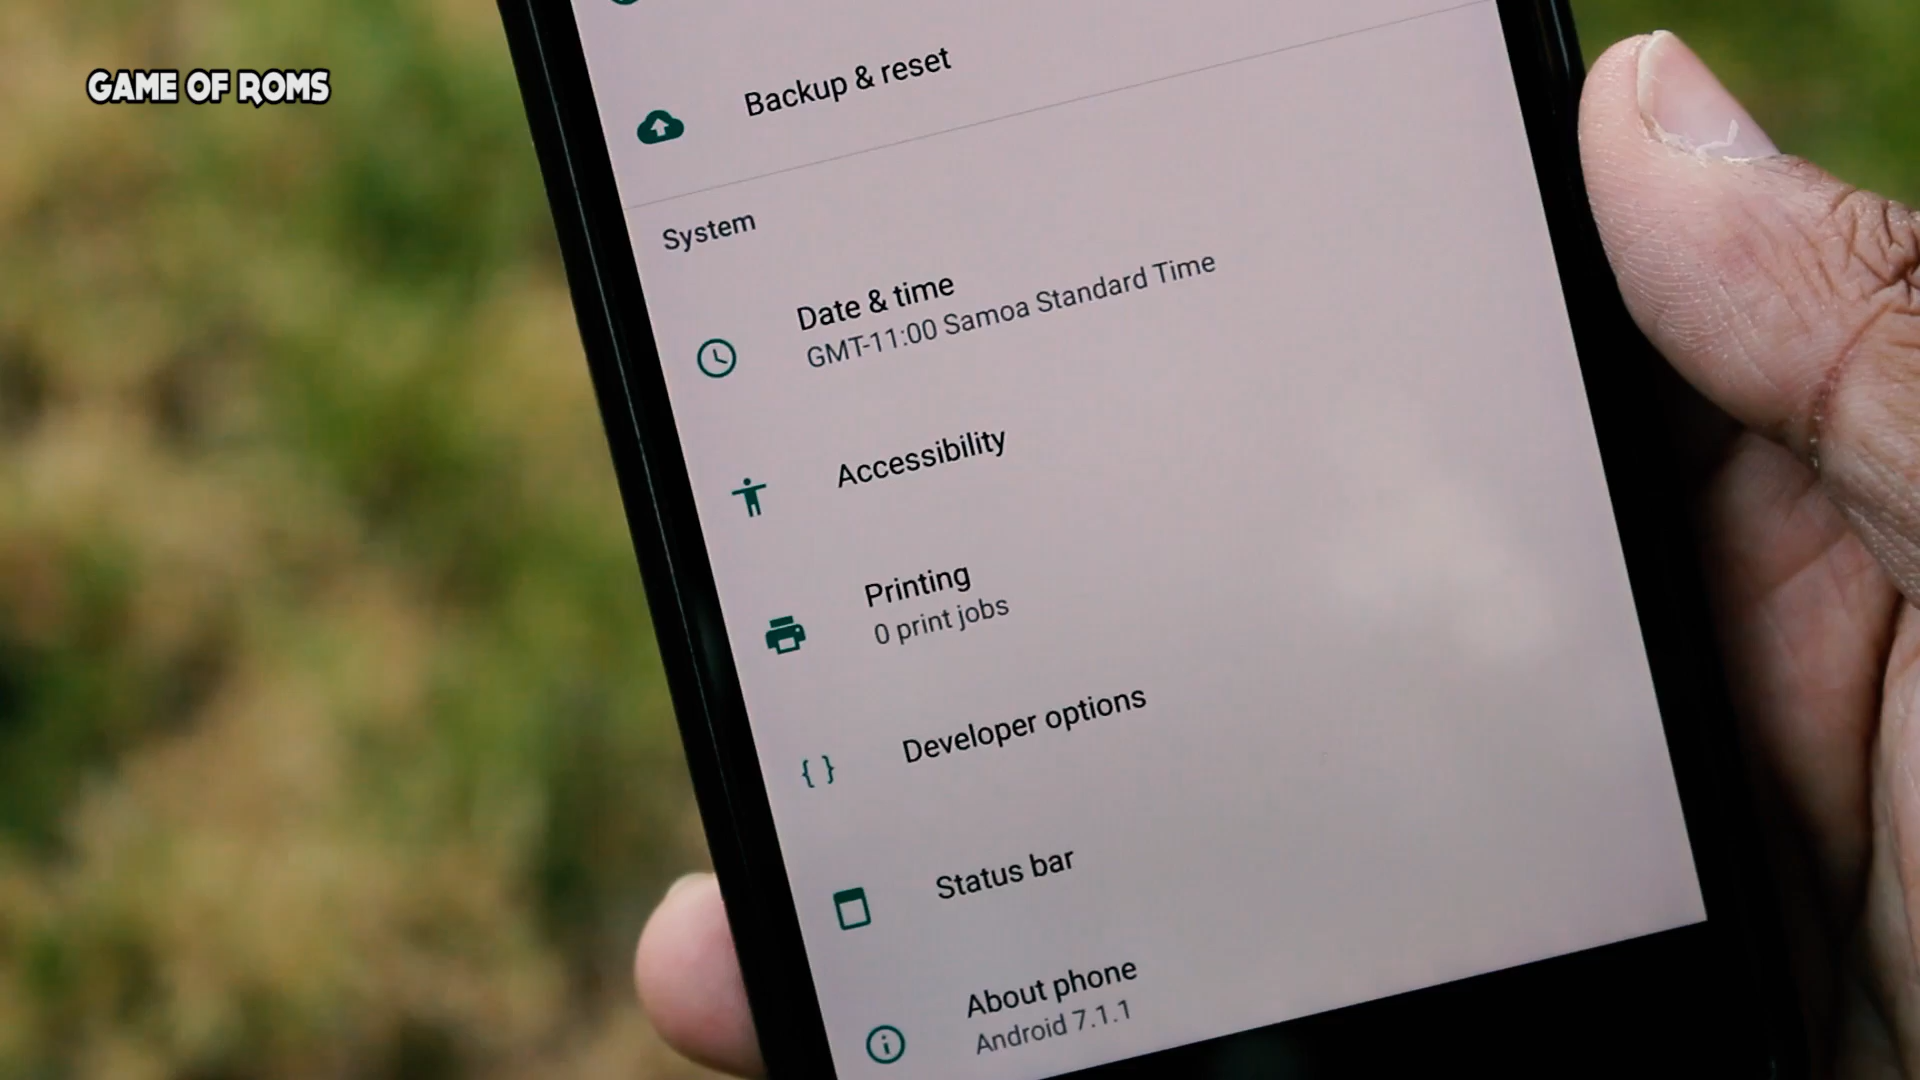 GAME OF ROMS
Backup & reset
System
Date & time
GMT-11:00 Samoa Standard Time
Accessibility
Printing
0 print jobs
Developer options
Status bar
About phone
Android 7.1.1